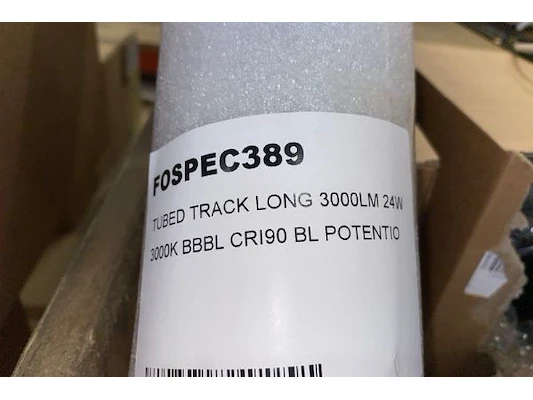 FOSPEC389
TUBED TRACK LONG 3000LM 24W
3000K BBBL CRI90 BL POTENTIO